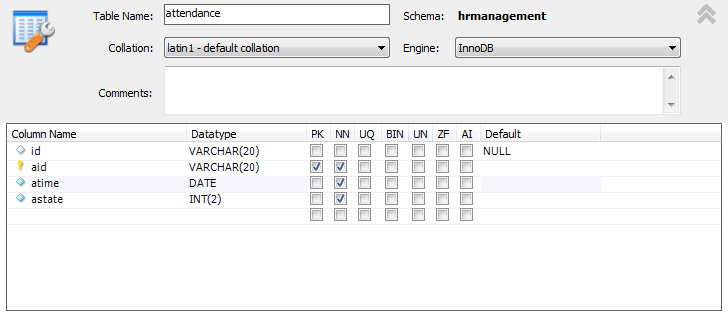 Table Name: attendance Schema: hrmanagement
Collation: latin1 - default collation Engine: InnoDB
Comments:
Column Name Datatype PK NN UQ BIN UN ZF AI Default
id VARCHAR(20) NULL
aid VARCHAR(20)
atime DATE
astate INT(2)